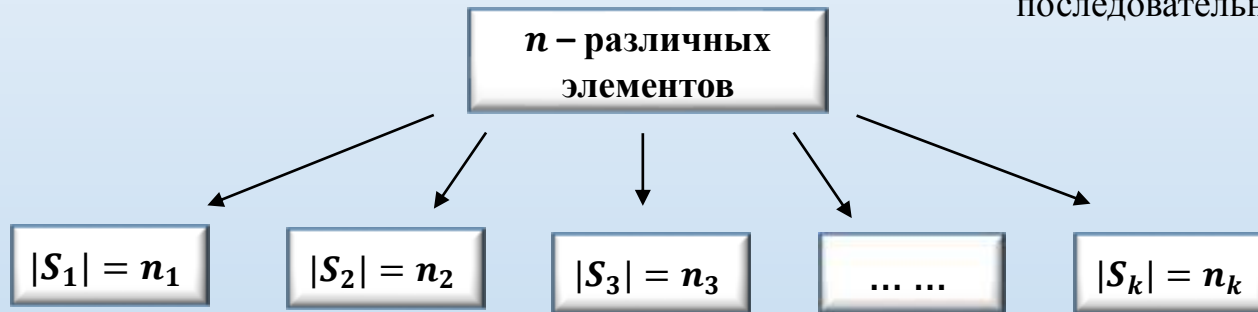 n – различных
элементов
|S₁| = n₁
|S₂| = n₂
|S₃| = n₃
... ...
|Sₖ| = nₖ